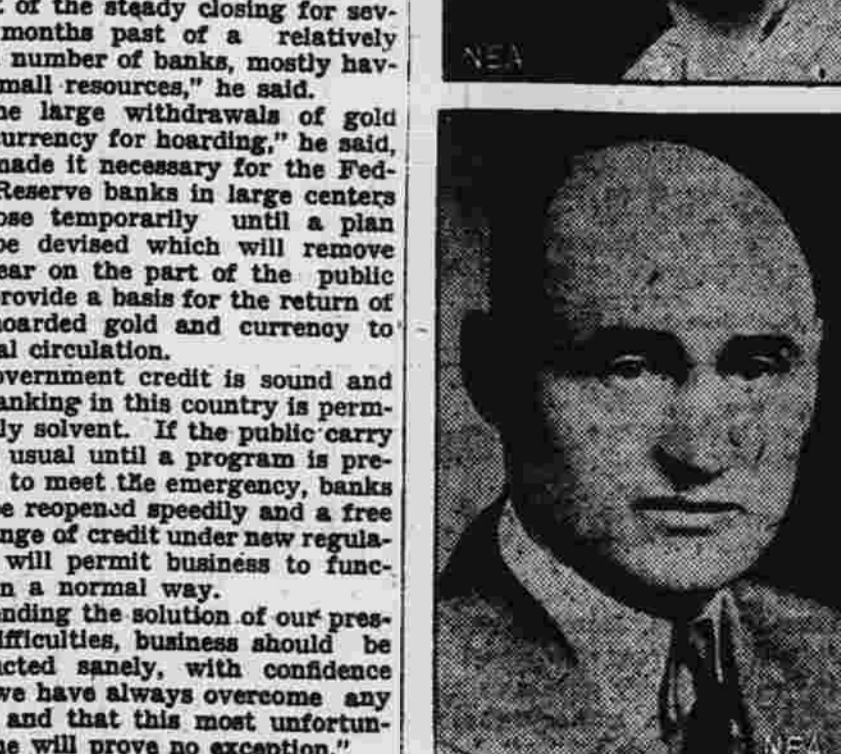 of the steady closing for sev-
months past of a relatively
number of banks, mostly hav-
mall resources," he said.
he large withdrawals of gold
urrency for hoarding," he said,
made it necessary for the Fed-
Reserve banks in large centers
ose temporarily until a plan
be devised which will remove
ear on the part of the public
rovide a basis for the return of
hoarded gold and currency to
al circulation.
overnment credit is sound and
anking in this country is perm-
ly solvent. If the public carry
usual until a program is pre-
to meet the emergency, banks
be reopened speedily and a free
nge of credit under new regula-
will permit business to func-
n a normal way.
nding the solution of our pres-
ifficulties, business should be
ucted sanely, with confidence
we have always overcome any
and that this most unfortun-
ne will prove no exception."
NEA
NEA